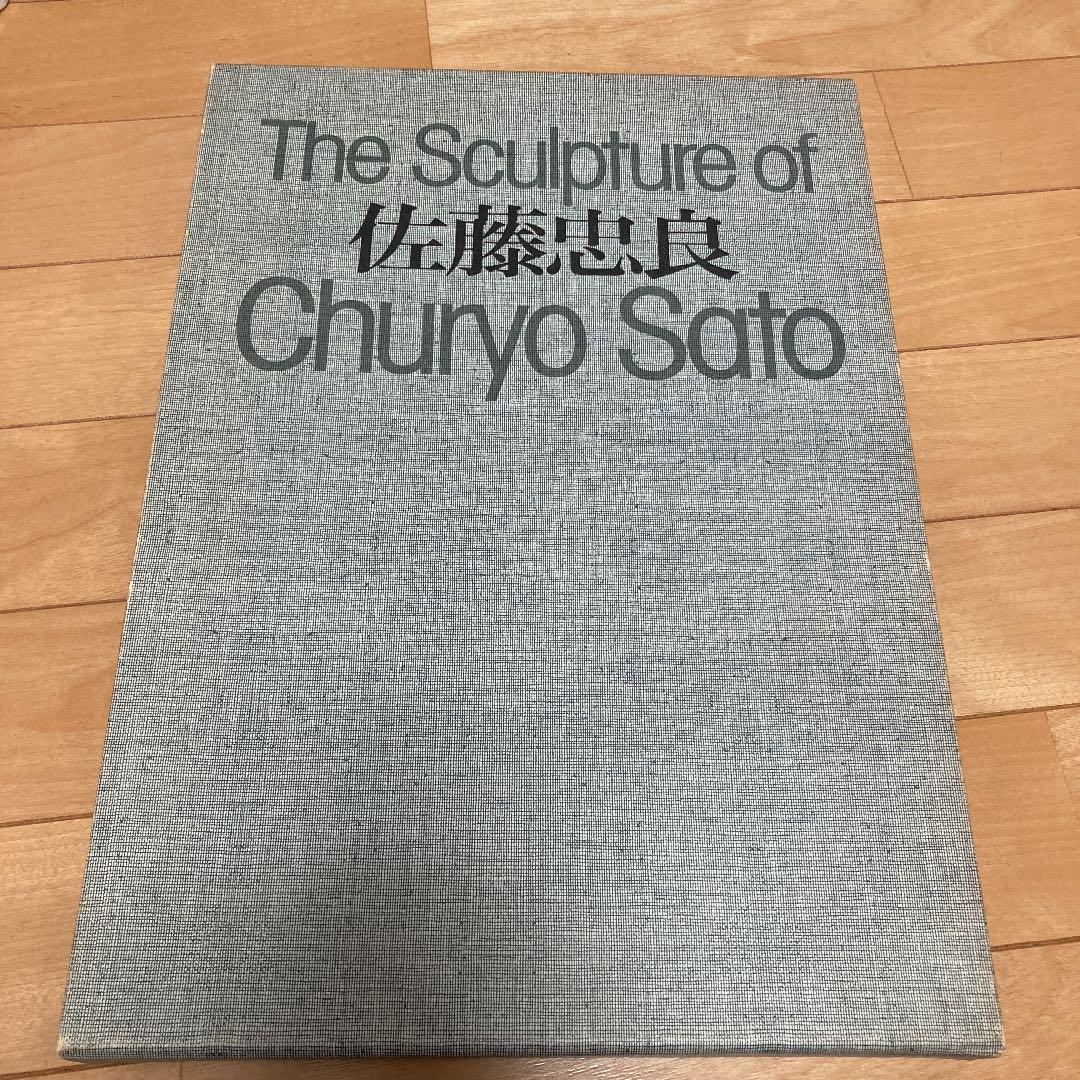 The Sculpture of
佐藤忠良
Churyo Sato